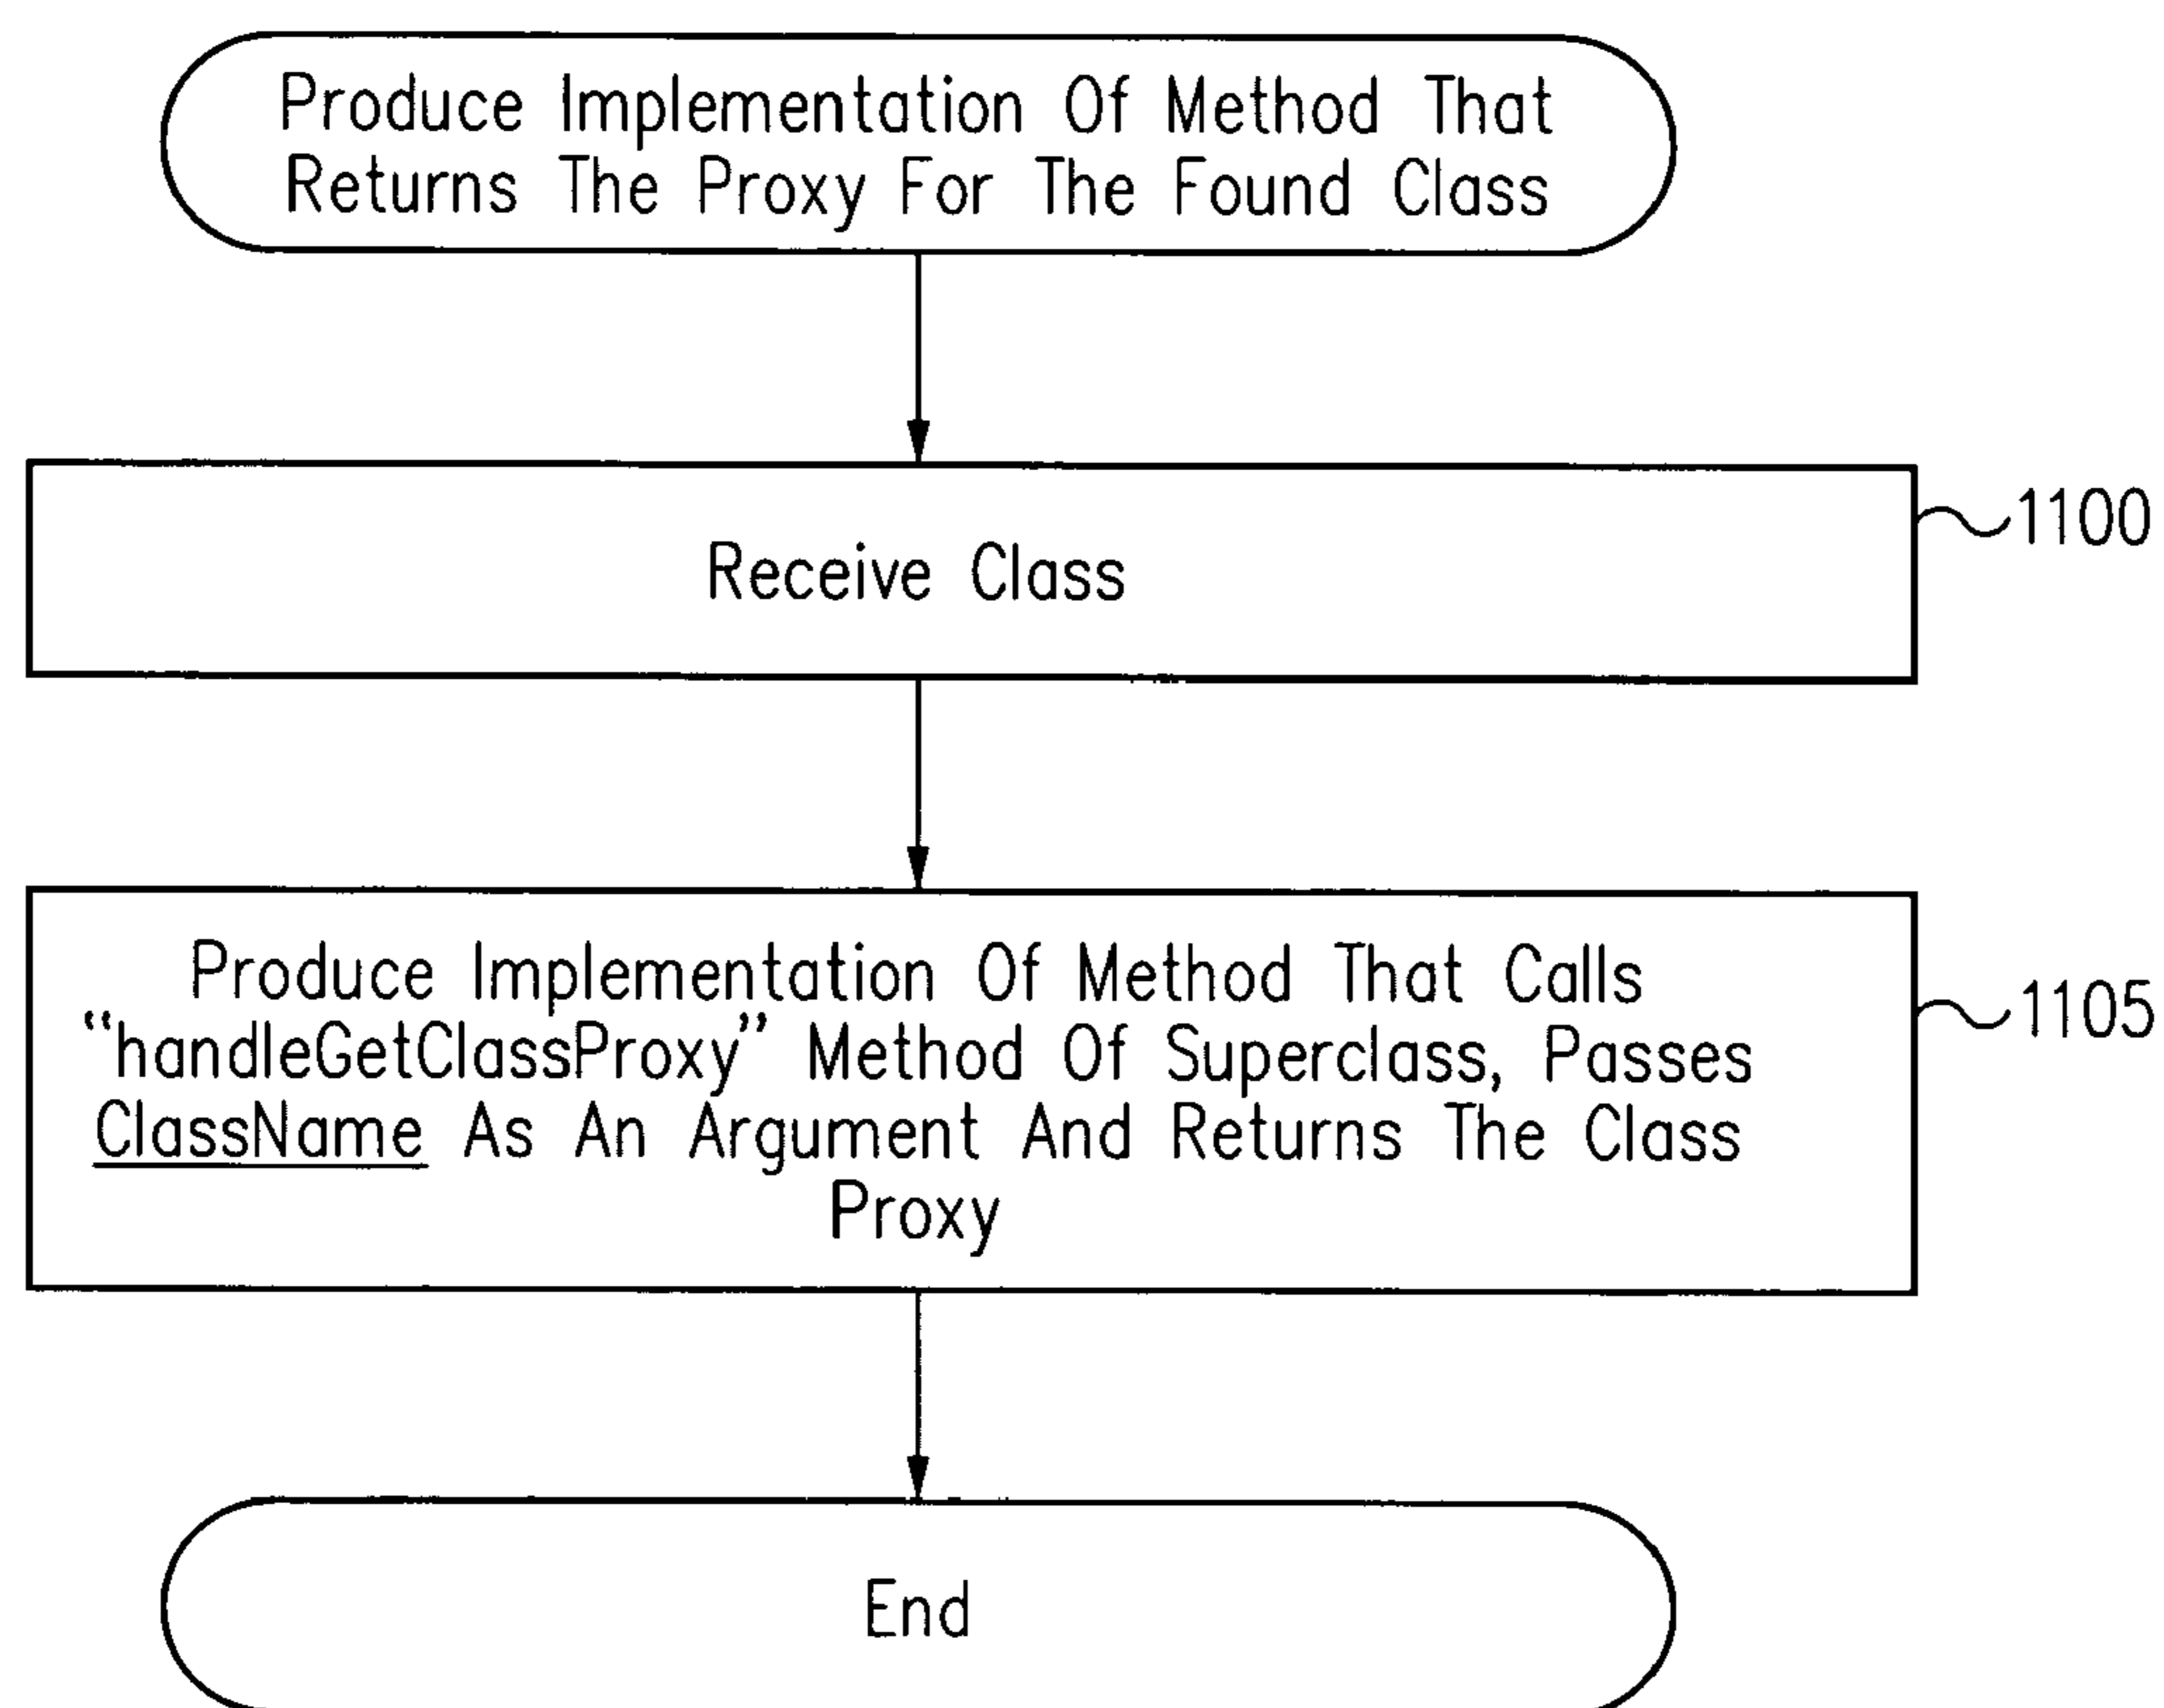 Produce Implementation Of Method That
Returns The Proxy For The Found Class
Receive Class
1100
Produce Implementation Of Method That Calls
“handleGetClassProxy” Method Of Superclass, Passes
ClassName As An Argument And Returns The Class
Proxy
1105
End